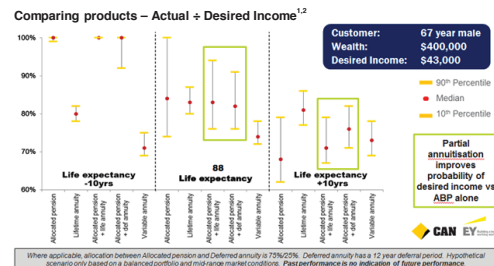 Comparing products – Actual ÷ Desired Income1,2
Customer: 67 year male
Wealth: $400,000
Desired Income: $43,000
100%
90%
80%
70%
60%
90th Percentile
Median
10th Percentile
Life expectancy
-10yrs
88
Life expectancy
Life expectancy
+10yrs
Allocated pension
Lifetime annuity
Allocated pension
+ life annuity
Allocated pension
+ def annuity
Variable annuity
Allocated pension
Lifetime annuity
Allocated pension
+ life annuity
Allocated pension
+ def annuity
Variable annuity
Allocated pension
Lifetime annuity
Allocated pension
+ life annuity
Allocated pension
+ def annuity
Variable annuity
Partial
annuitisation
improves
probability of
desired income vs
ABP alone
CAN EY
Where applicable, allocation between Allocated pension and Deferred annuity is 75%/25%. Deferred annuity has a 12 year deferral period. Hypothetical
scenario only based on a balanced portfolio and mid-range market conditions. Past performance is no indication of future performance.